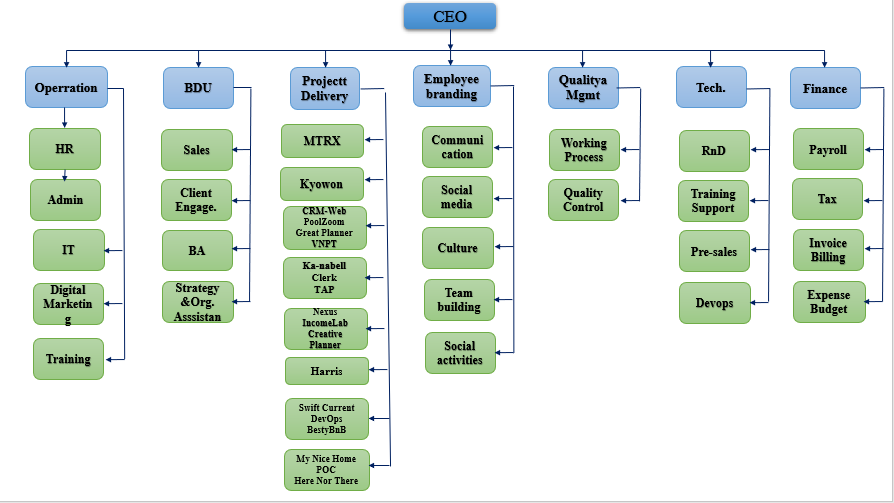 CEO
Operration
BDU
Projectt
Delivery
Employee
branding
Qualitya
Mgmt
Tech.
Finance
HR
Admin
IT
Digital
Marketin
g
Training
Sales
Client
Engage.
BA
Strategy
&Org.
Asssistan
MTRX
Kyowon
CRM-Web
PoolZoom
Great Planner
VNPT
Ka-nabell
Clerk
TAP
Nexus
IncomeLab
Creative
Planner
Harris
Swift Current
DevOps
BestyBnB
My Nice Home
POC
Here Nor There
Communi
cation
Social
media
Culture
Team
building
Social
activities
Working
Process
Quality
Control
RnD
Training
Support
Pre-sales
Devops
Payroll
Tax
Invoice
Billing
Expense
Budget